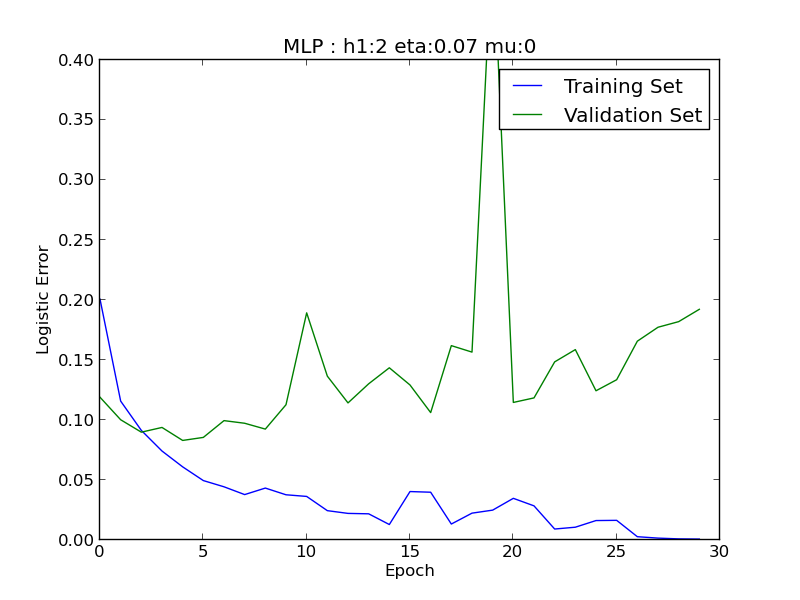 MLP : h1:2 eta:0.07 mu:0
0.40
0.35
0.30
0.25
0.20
0.15
0.10
0.05
0.00
Logistic Error
Training Set
Validation Set
0 5 10 15 20 25 30
Epoch